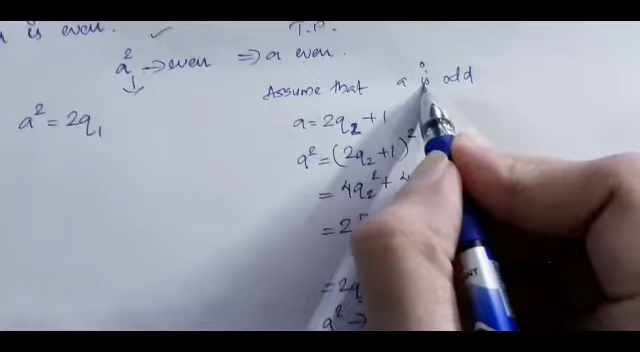 is even.
T.P.
a² → even ⇒ a even.
Assume that a is odd
a² = 2q₁
a = 2q₂ + 1
a² = (2q₂ + 1)²
= 4q₂² + 4
= 2
= 2q
a² →